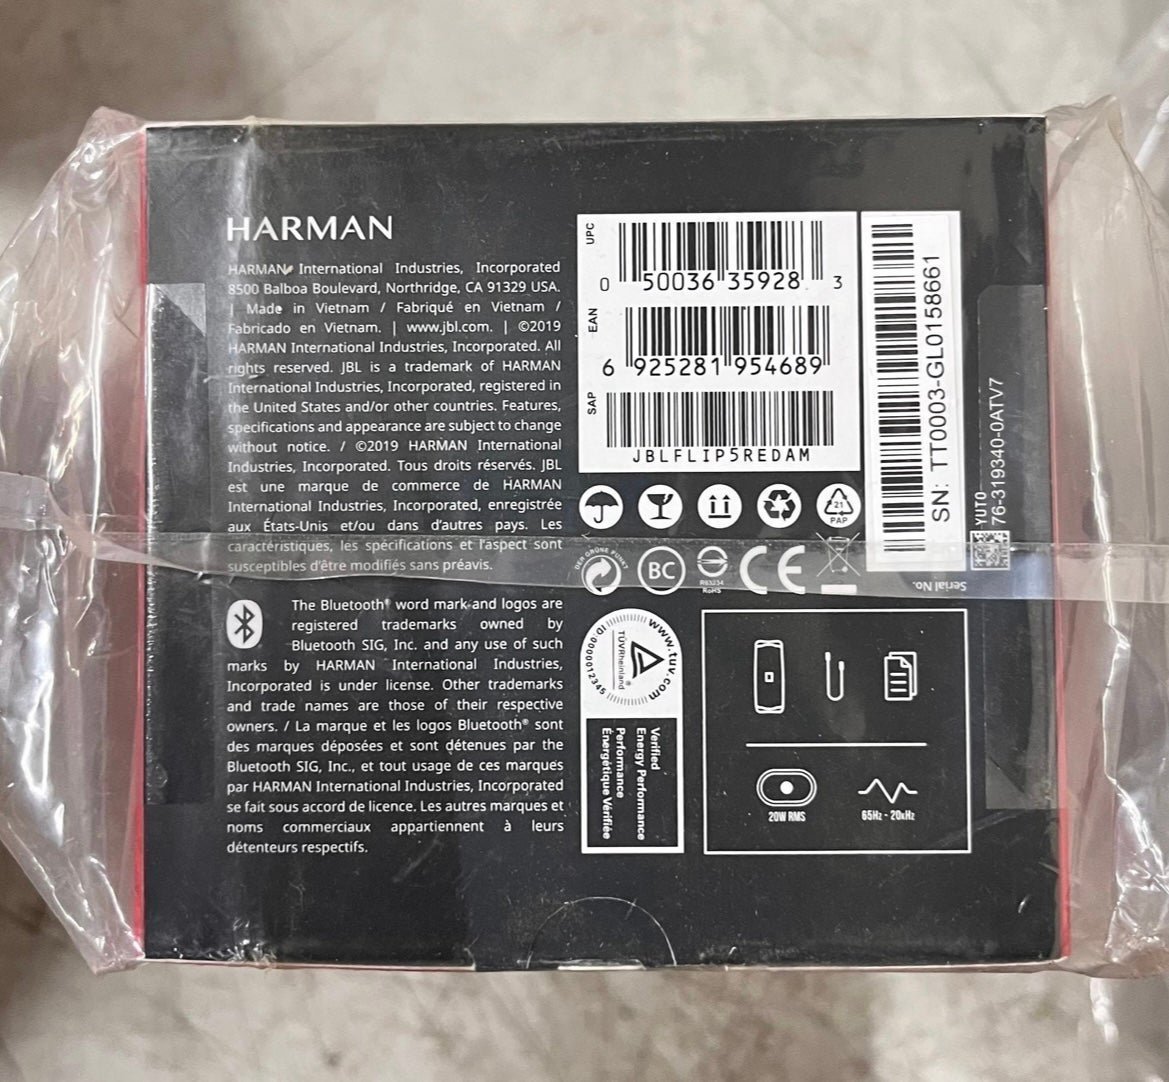 HARMAN
HARMAN International Industries, Incorporated
8500 Balboa Boulevard, Northridge, CA 91329 USA.
| Made in Vietnam / Fabriqué en Vietnam /
Fabricado en Vietnam. | www.jbl.com. | ©2019
HARMAN International Industries, Incorporated. All
rights reserved. JBL is a trademark of HARMAN
International Industries, Incorporated, registered in
the United States and/or other countries. Features,
specifications and appearance are subject to change
without notice. / ©2019 HARMAN International
Industries, Incorporated. Tous droits réservés. JBL
est une marque de commerce de HARMAN
International Industries, Incorporated, enregistrée
aux États-Unis et/ou dans d'autres pays. Les
caractéristiques, les spécifications et l'aspect sont
susceptibles d'être modifiés sans préavis.
The Bluetooth® word mark and logos are
registered trademarks owned by
Bluetooth SIG, Inc. and any use of such
marks by HARMAN International Industries,
Incorporated is under license. Other trademarks
and trade names are those of their respective
owners. / La marque et les logos Bluetooth® sont
des marques déposées et sont détenues par the
Bluetooth SIG, Inc., et tout usage de ces marques
par HARMAN International Industries, Incorporated
se fait sous accord de licence. Les autres marques et
noms commerciaux appartiennent à leurs
détenteurs respectifs.
UPC
0 50036 35928 3
EAN
6 925281 954689
SAP
JBLFLIP5REDAM
SN: TT0003-GL0158661
Serial No.
YUTO
76-319340-0ATV7
21
PAP
DER GRÜNE PUNKT
BC
R63234
RoHS
CE
www.tuv.com
ID 0000012345
TÜVRheinland®
Verified
Energy Performance
Performance
Énergétique Vérifiée
20W RMS
65Hz - 20kHz